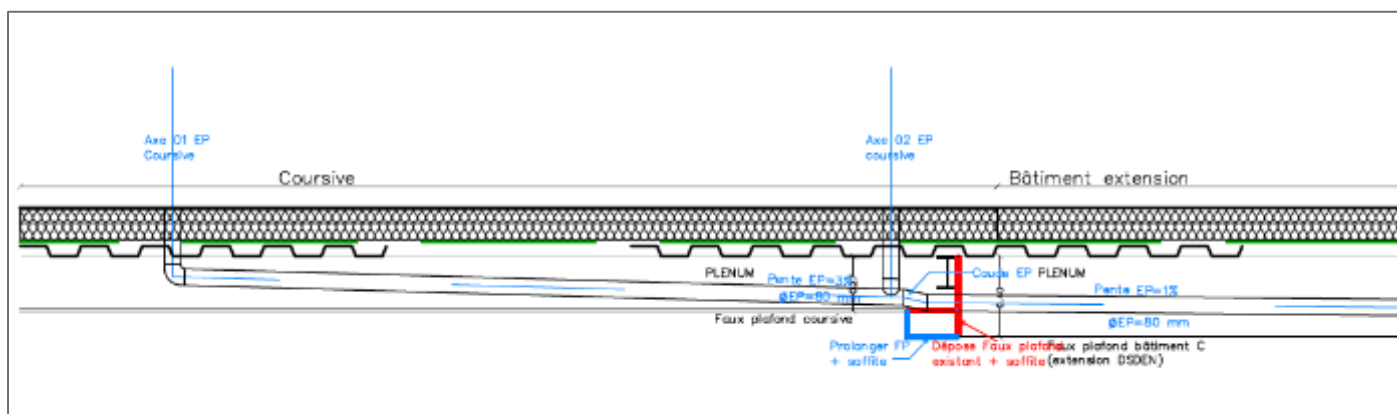 Axe 01 EP
Coursive
Axe 02 EP
coursive
Coursive
Bâtiment extension
PLENUM
Pente EP=3%
ØEP=80 mm
Coude EP
PLENUM
Pente EP=1%
ØEP=80 mm
Faux plafond coursive
Prolonger FP
+ soffite
Dépose Faux plafond
existant + soffite
Faux plafond bâtiment C
(extension DSDEN)